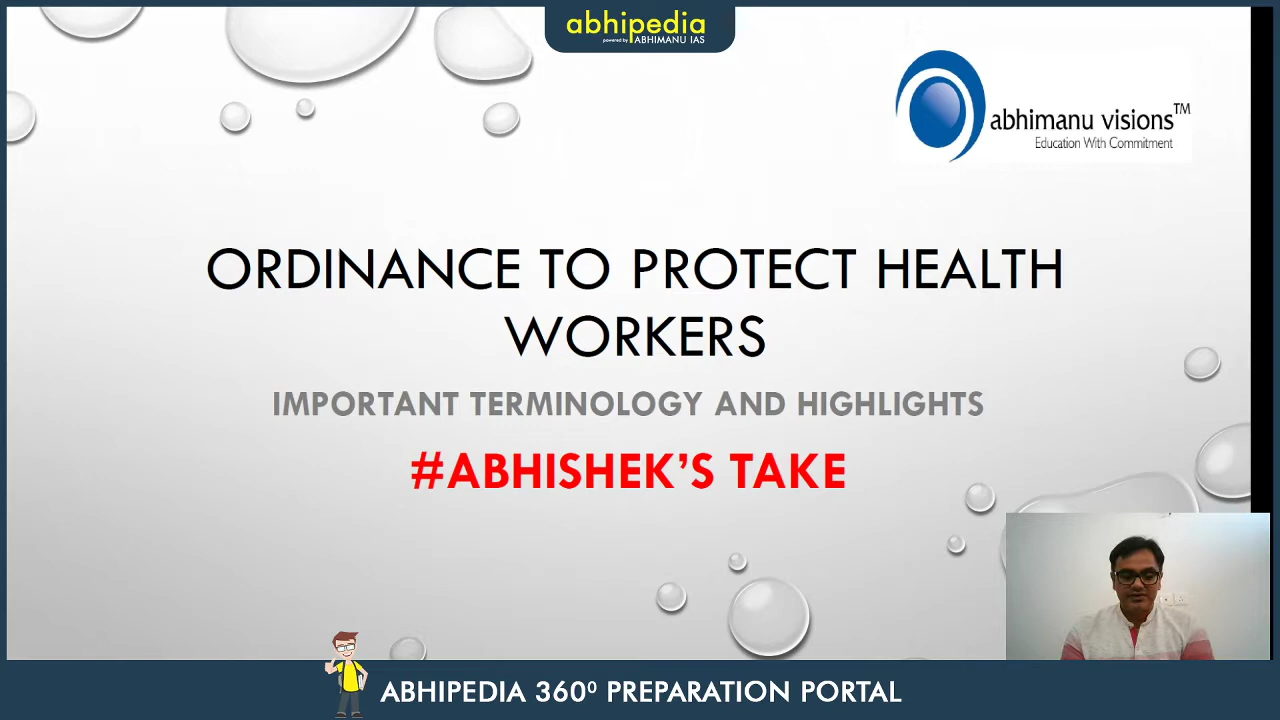 abhipedia
powered by ABHIMANU IAS
abhimanu visions™
Education With Commitment
ORDINANCE TO PROTECT HEALTH
WORKERS
IMPORTANT TERMINOLOGY AND HIGHLIGHTS
#ABHISHEK’S TAKE
ABHIPEDIA 360⁰ PREPARATION PORTAL